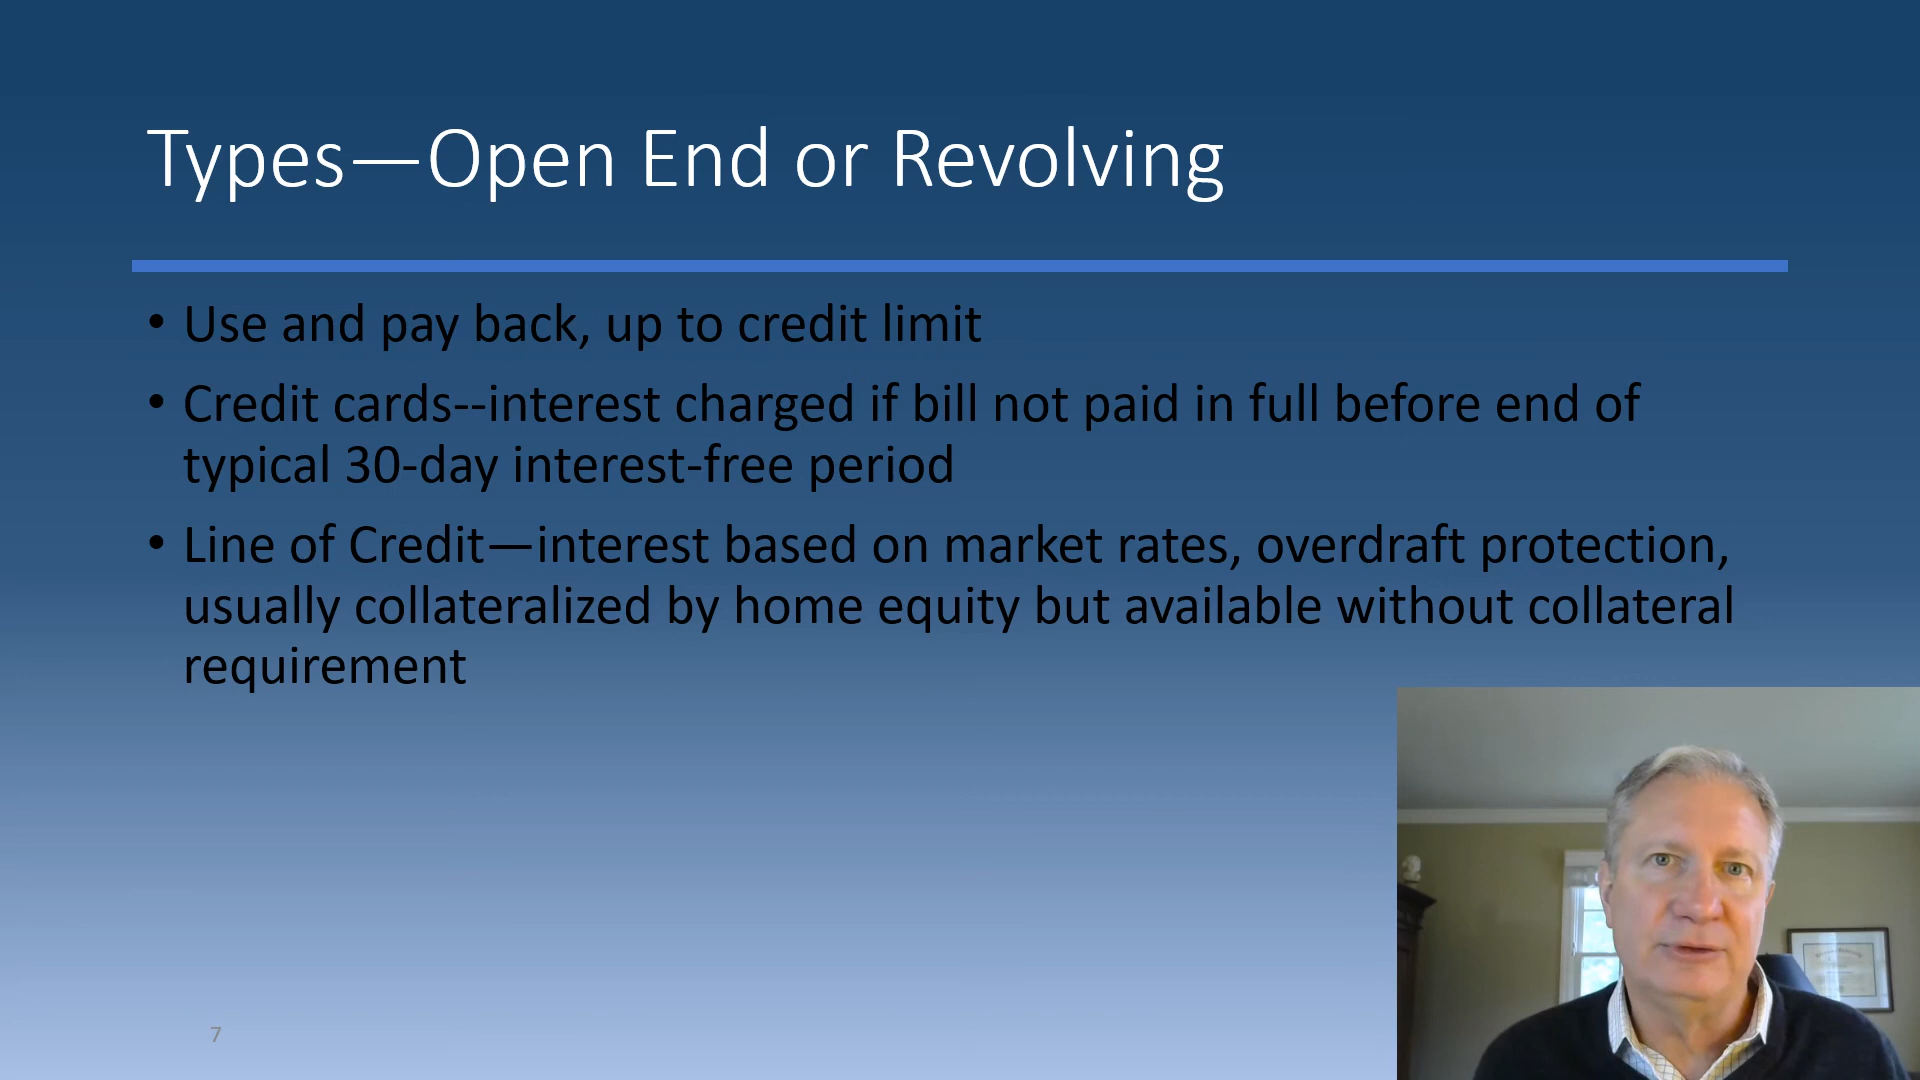 Types—Open End or Revolving
• Use and pay back, up to credit limit
• Credit cards--interest charged if bill not paid in full before end of
typical 30-day interest-free period
• Line of Credit—interest based on market rates, overdraft protection,
usually collateralized by home equity but available without collateral
requirement
7